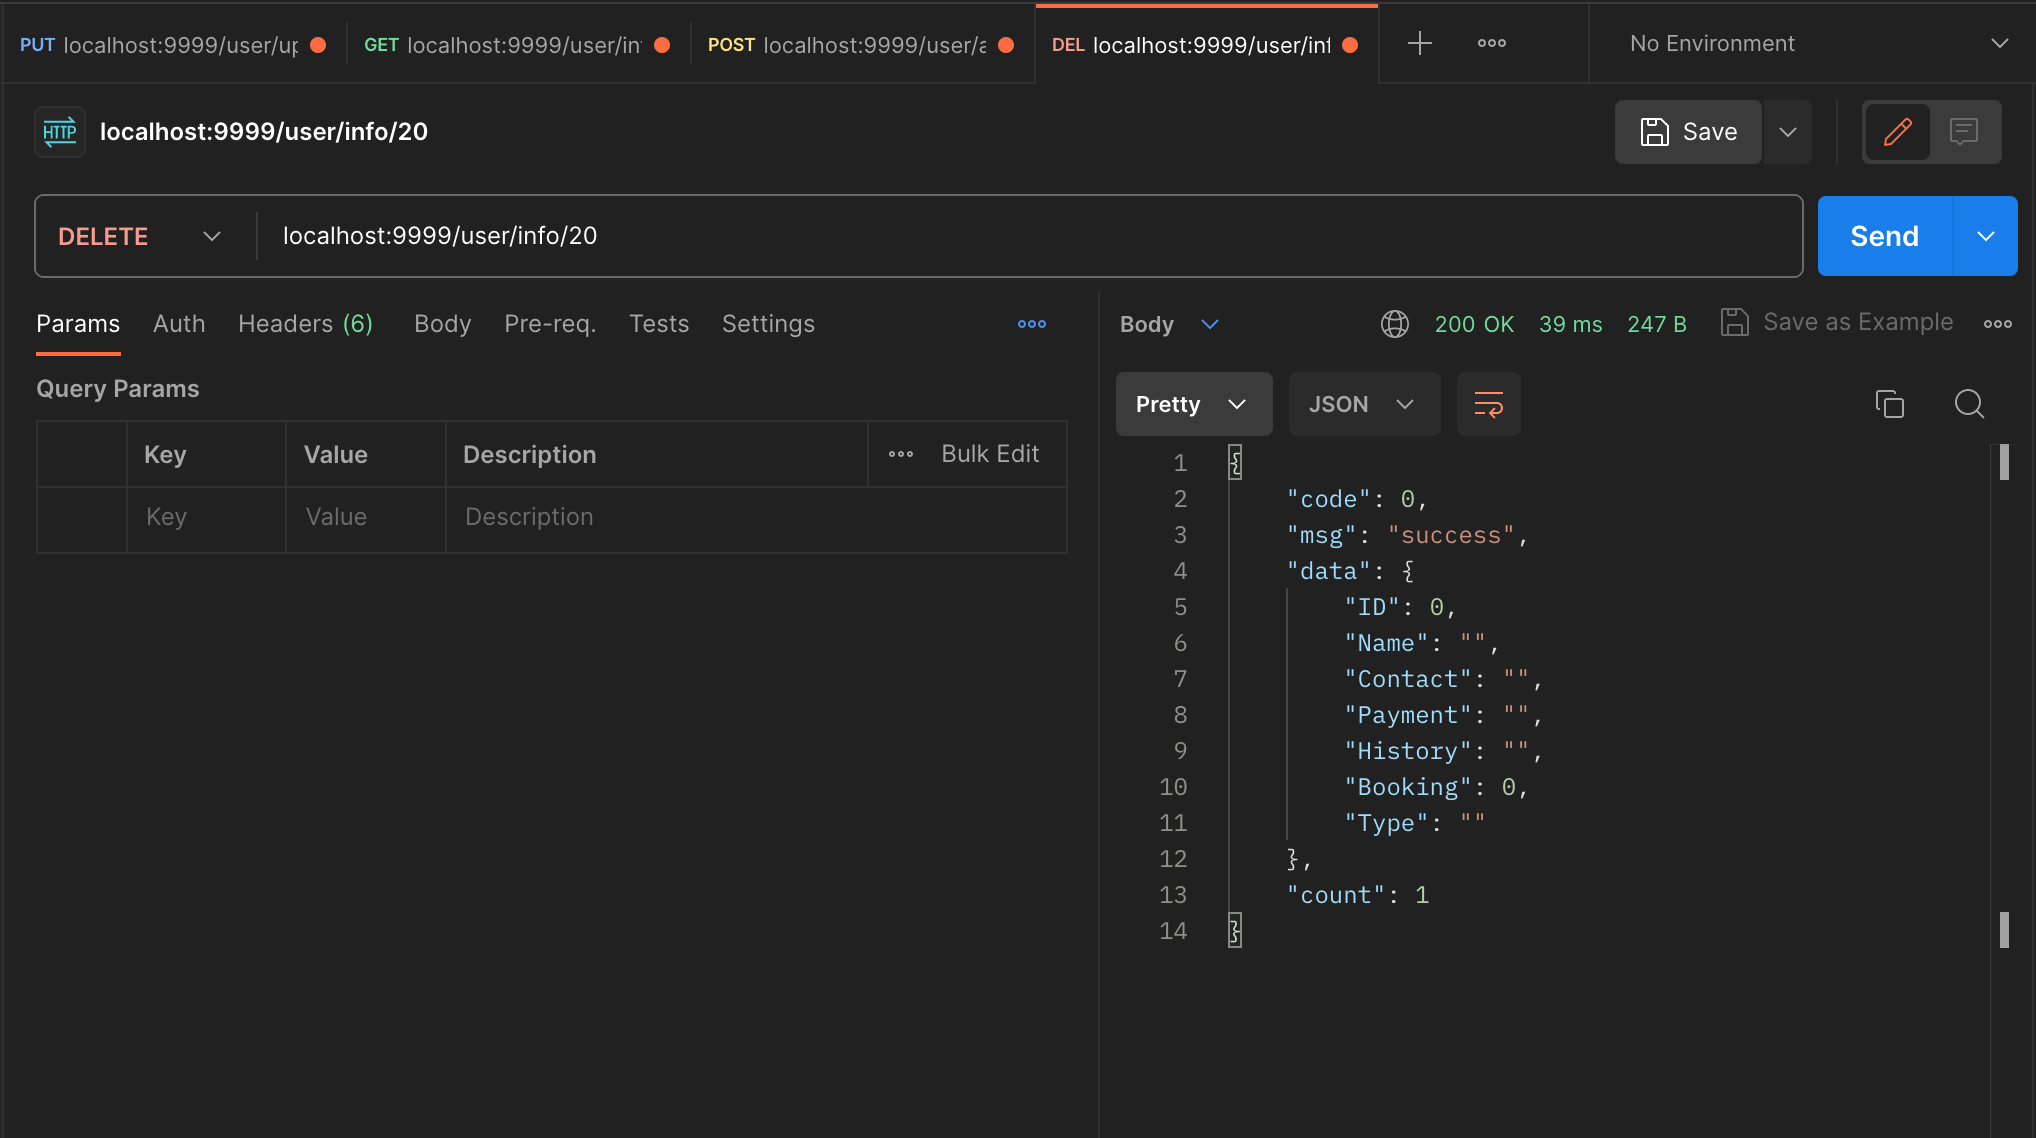 PUT localhost:9999/user/up GET localhost:9999/user/in POST localhost:9999/user/a DEL localhost:9999/user/inf No Environment
HTTP localhost:9999/user/info/20 Save
DELETE localhost:9999/user/info/20 Send
Params Auth Headers (6) Body Pre-req. Tests Settings
Query Params
Key Value Description Bulk Edit
Key Value Description
Body 200 OK 39 ms 247 B Save as Example
Pretty JSON
1 {
2 "code": 0,
3 "msg": "success",
4 "data": {
5 "ID": 0,
6 "Name": "",
7 "Contact": "",
8 "Payment": "",
9 "History": "",
10 "Booking": 0,
11 "Type": ""
12 },
13 "count": 1
14 }